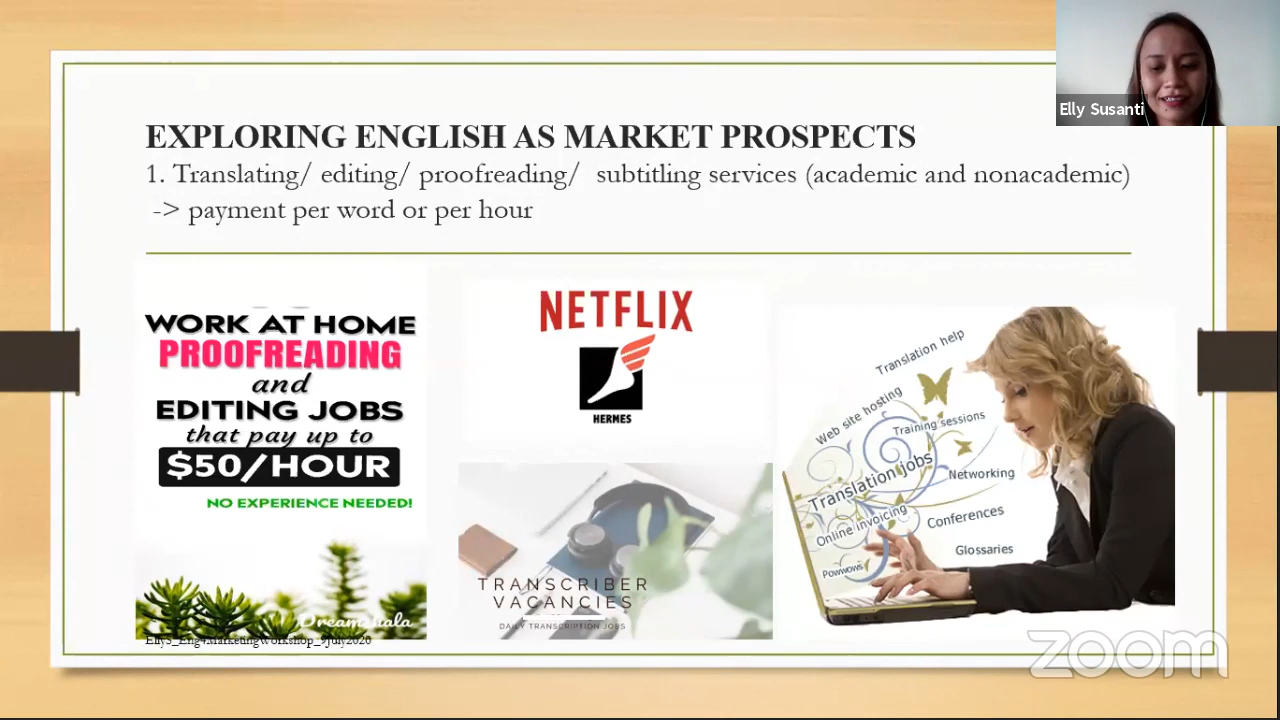 Elly Susanti
EXPLORING ENGLISH AS MARKET PROSPECTS
1. Translating/ editing/ proofreading/ subtitling services (academic and nonacademic)
-> payment per word or per hour
WORK AT HOME
PROOFREADING
and
EDITING JOBS
that pay up to
$50/HOUR
NO EXPERIENCE NEEDED!
Dreamshala
EllyS_Eng4MarketingWorkshop_9july2020
NETFLIX
HERMES
TRANSCRIBER
VACANCIES
DAILY TRANSCRIPTION JOBS
Translation help
Web site hosting
Training sessions
Translation jobs
Networking
Online invoicing
Conferences
Glossaries
Powwows
zoom